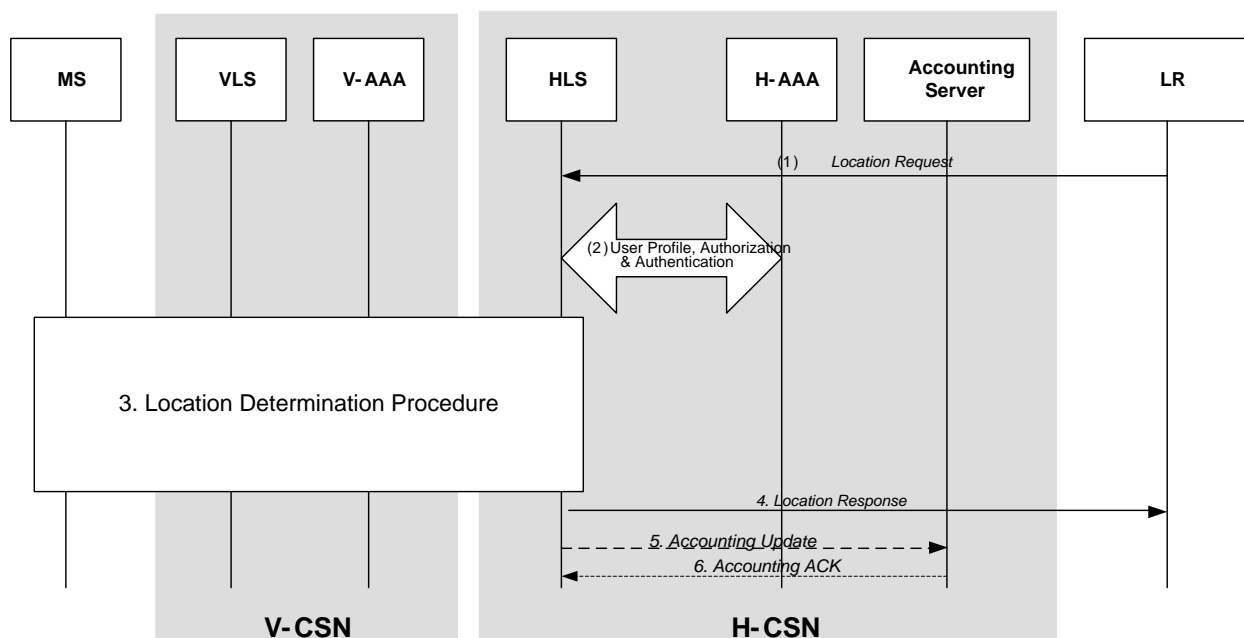 MS
VLS
V-AAA
HLS
H-AAA
Accounting
Server
LR
(1) Location Request
(2) User Profile, Authorization
& Authentication
3. Location Determination Procedure
4. Location Response
5. Accounting Update
6. Accounting ACK
V-CSN
H-CSN